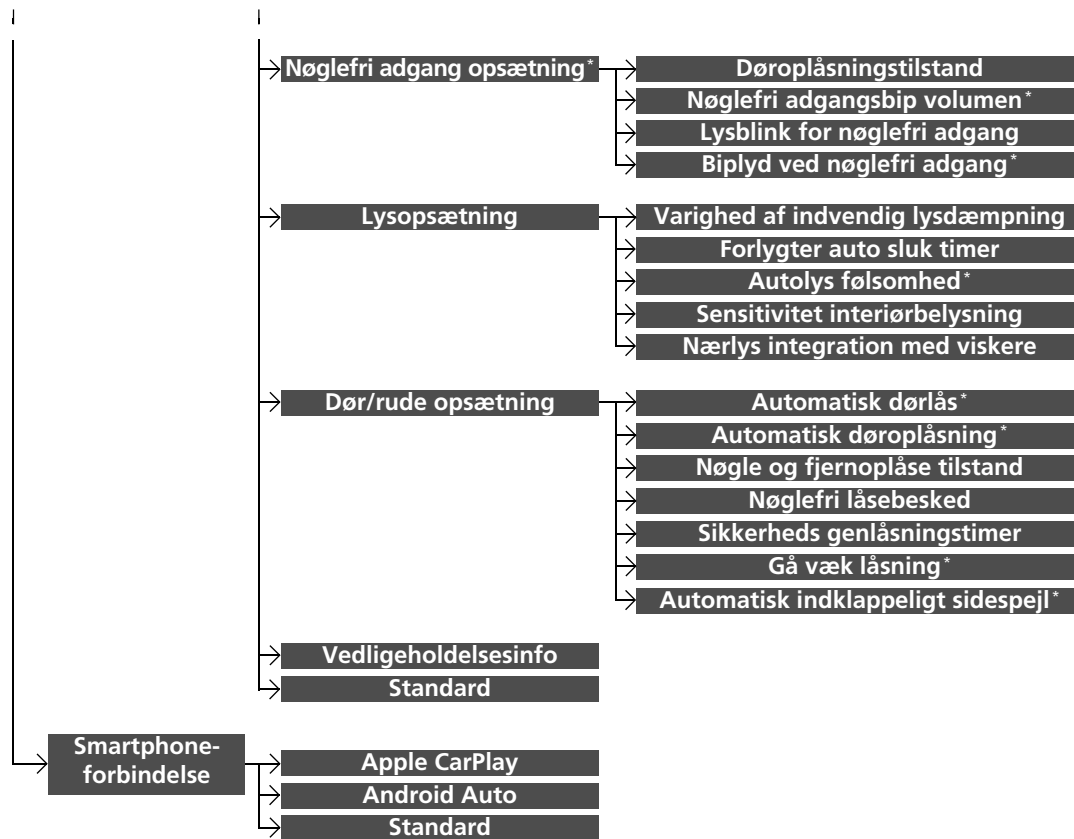 Nøglefri adgang opsætning*
Døroplåsningstilstand
Nøglefri adgangsbip volumen*
Lysblink for nøglefri adgang
Biplyd ved nøglefri adgang*
Lysopsætning
Varighed af indvendig lysdæmpning
Forlygter auto sluk timer
Autolys følsomhed*
Sensitivitet interiørbelysning
Nærlys integration med viskere
Dør/rude opsætning
Automatisk dørlås*
Automatisk døroplåsning*
Nøgle og fjernoplåse tilstand
Nøglefri låsebesked
Sikkerheds genlåsningstimer
Gå væk låsning*
Automatisk indklappeligt sidespejl*
Vedligeholdelsesinfo
Standard
Smartphone-
forbindelse
Apple CarPlay
Android Auto
Standard